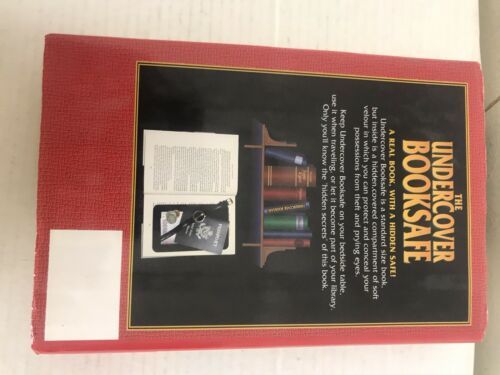 THE
UNDERCOVER
BOOKSAFE
A REAL BOOK, WITH A HIDDEN SAFE!
Undercover Booksafe is a standard size book,
but inside is a hidden, covered compartment of soft
velour in which you can protect and conceal your
possessions from theft and prying eyes.
Keep Undercover Booksafe on your bedside table,
use it when traveling, or let it become part of your library.
Only you'll know the 'hidden secrets' of this book.
PASSPORT